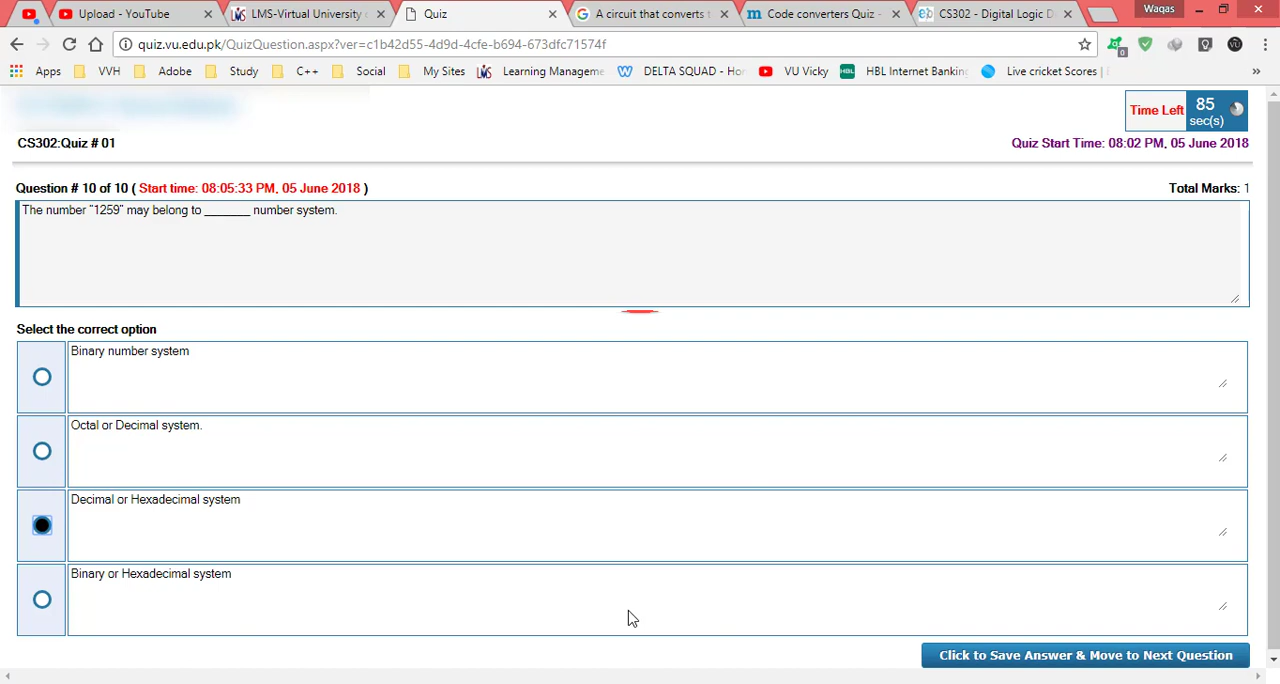 Upload - YouTube
LMS-Virtual University
Quiz
A circuit that converts
Code converters Quiz -
CS302 - Digital Logic D
Waqas
quiz.vu.edu.pk/QuizQuestion.aspx?ver=c1b42d55-4d9d-4cfe-b694-673dfc71574f
0
VU
Apps VVH Adobe Study C++ Social My Sites Learning Manageme DELTA SQUAD - Ho VU Vicky HBL HBL Internet Banking Live cricket Scores |
Time Left 85
sec(s)
CS302:Quiz # 01
Quiz Start Time: 08:02 PM, 05 June 2018
Question # 10 of 10 ( Start time: 08:05:33 PM, 05 June 2018 )
Total Marks: 1
The number “1259” may belong to _______ number system.
Select the correct option
Binary number system
Octal or Decimal system.
Decimal or Hexadecimal system
Binary or Hexadecimal system
Click to Save Answer & Move to Next Question